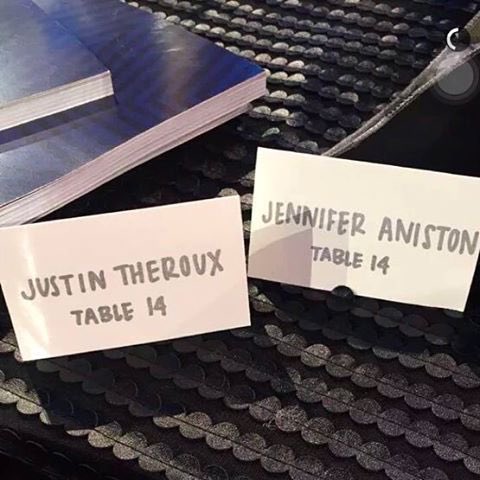 JUSTIN THEROUX
TABLE 14
JENNIFER ANISTON
TABLE 14